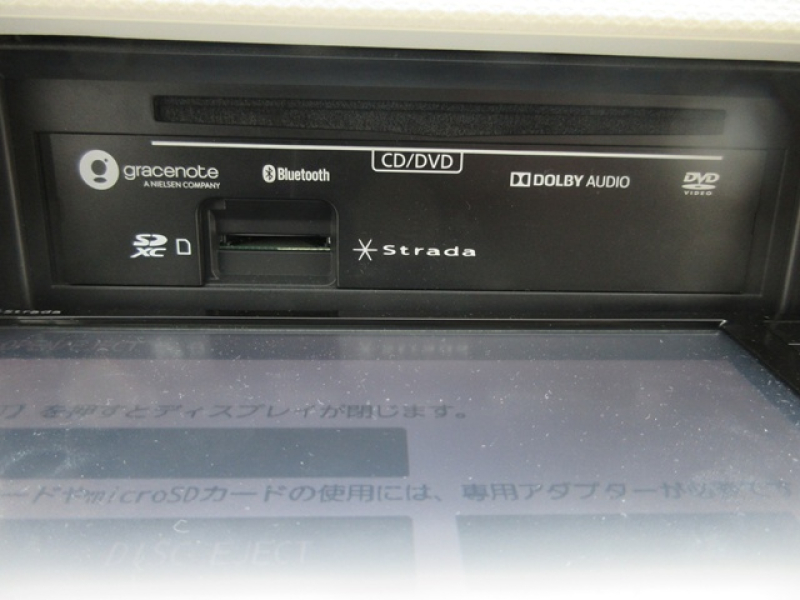 CD/DVD
gracenote
A NIELSEN COMPANY
Bluetooth
DOLBY AUDIO
DVD
VIDEO
SD
XC
Strada
Strada
を押すとディスプレイが閉じます。
ードやmicroSDカードの使用には、専用アダプターが必要です
DISC EJECT